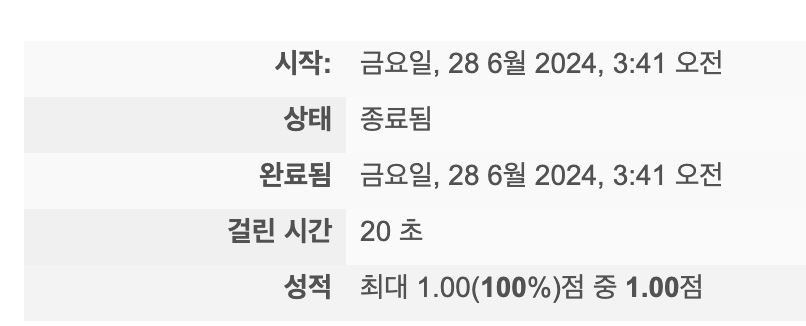 시작: 금요일, 28 6월 2024, 3:41 오전
상태 종료됨
완료됨 금요일, 28 6월 2024, 3:41 오전
걸린 시간 20 초
성적 최대 1.00(100%)점 중 1.00점